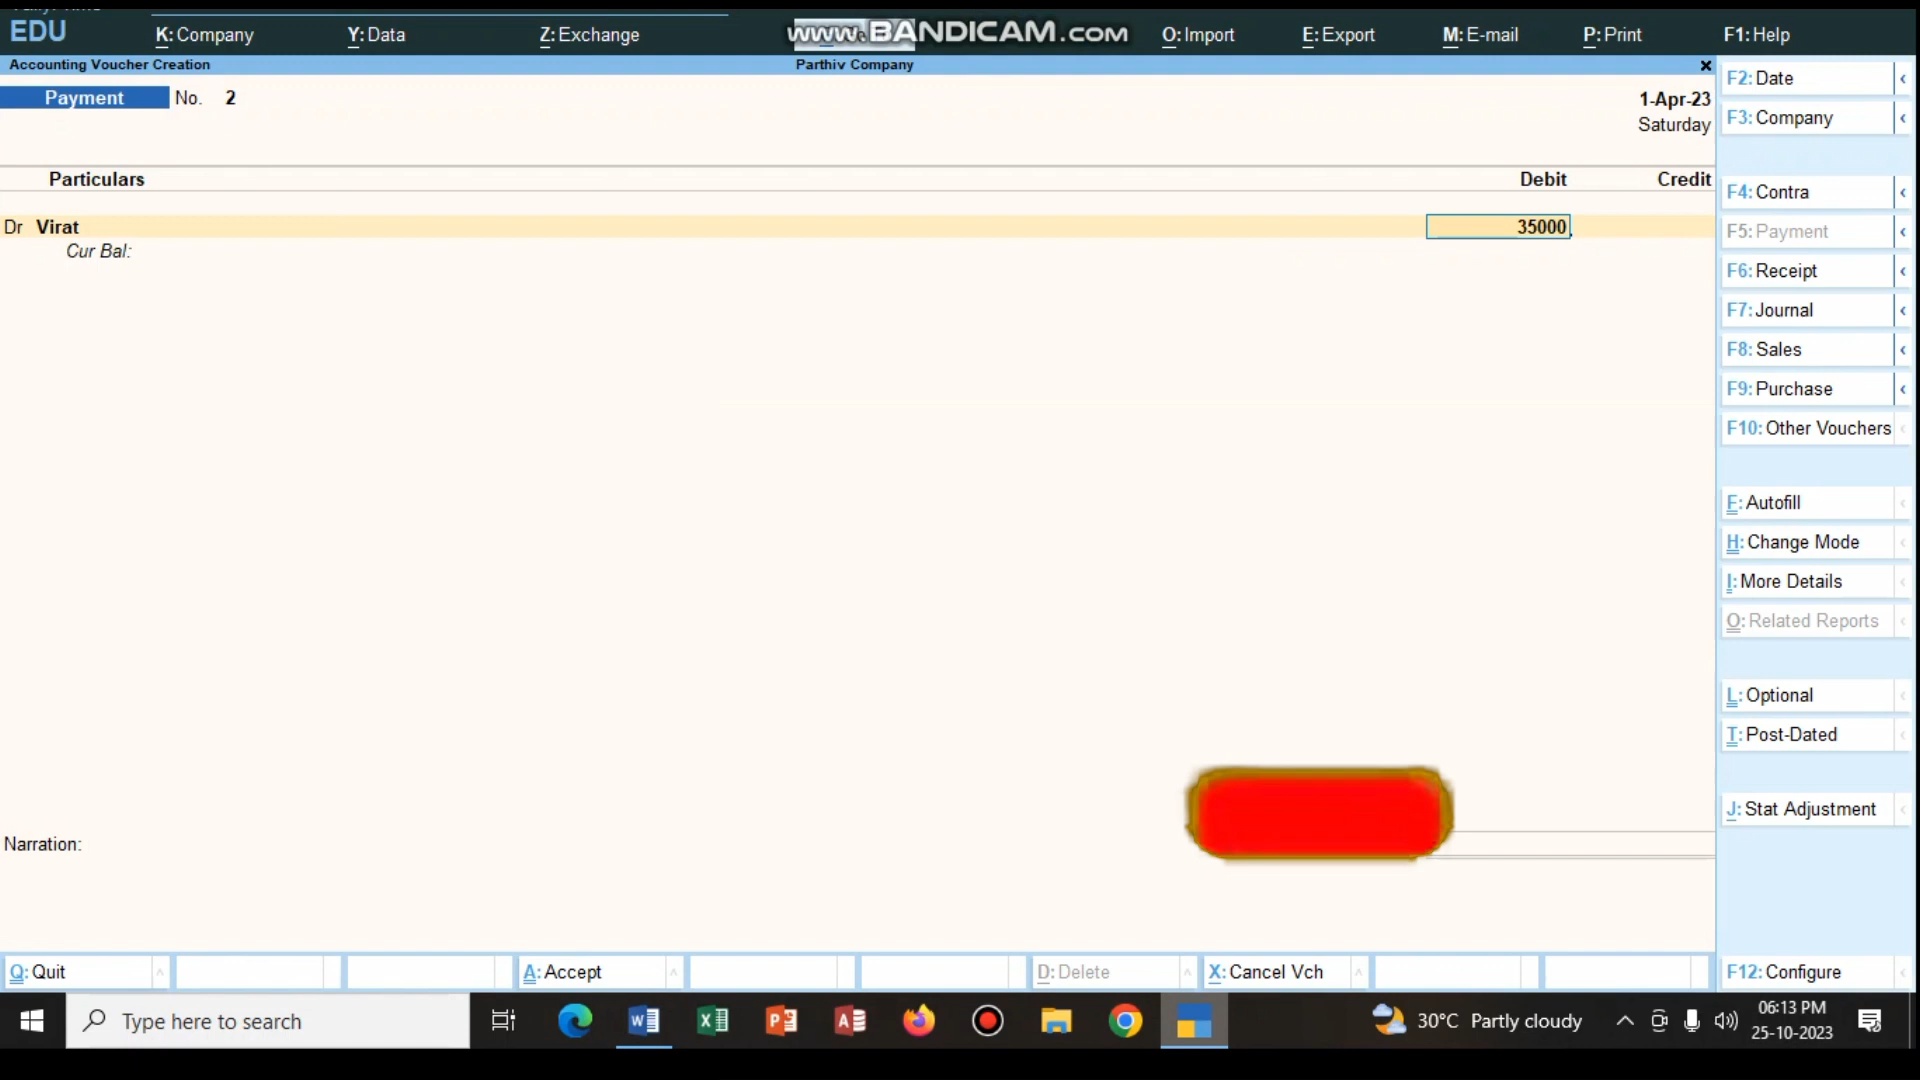 EDU
K: Company
Y: Data
Z: Exchange
www.BANDICAM.com
O: Import
E: Export
M: E-mail
P: Print
F1: Help
Accounting Voucher Creation
Parthiv Company
x
Payment No. 2
1-Apr-23
Saturday
Particulars
Debit
Credit
Dr Virat
35000
Cur Bal:
Narration:
F2: Date
F3: Company
F4: Contra
F5: Payment
F6: Receipt
F7: Journal
F8: Sales
F9: Purchase
F10: Other Vouchers
F: Autofill
H: Change Mode
I: More Details
O: Related Reports
L: Optional
T: Post-Dated
J: Stat Adjustment
F12: Configure
Q: Quit
A: Accept
D: Delete
X: Cancel Vch
Type here to search
30°C Partly cloudy
06:13 PM
25-10-2023